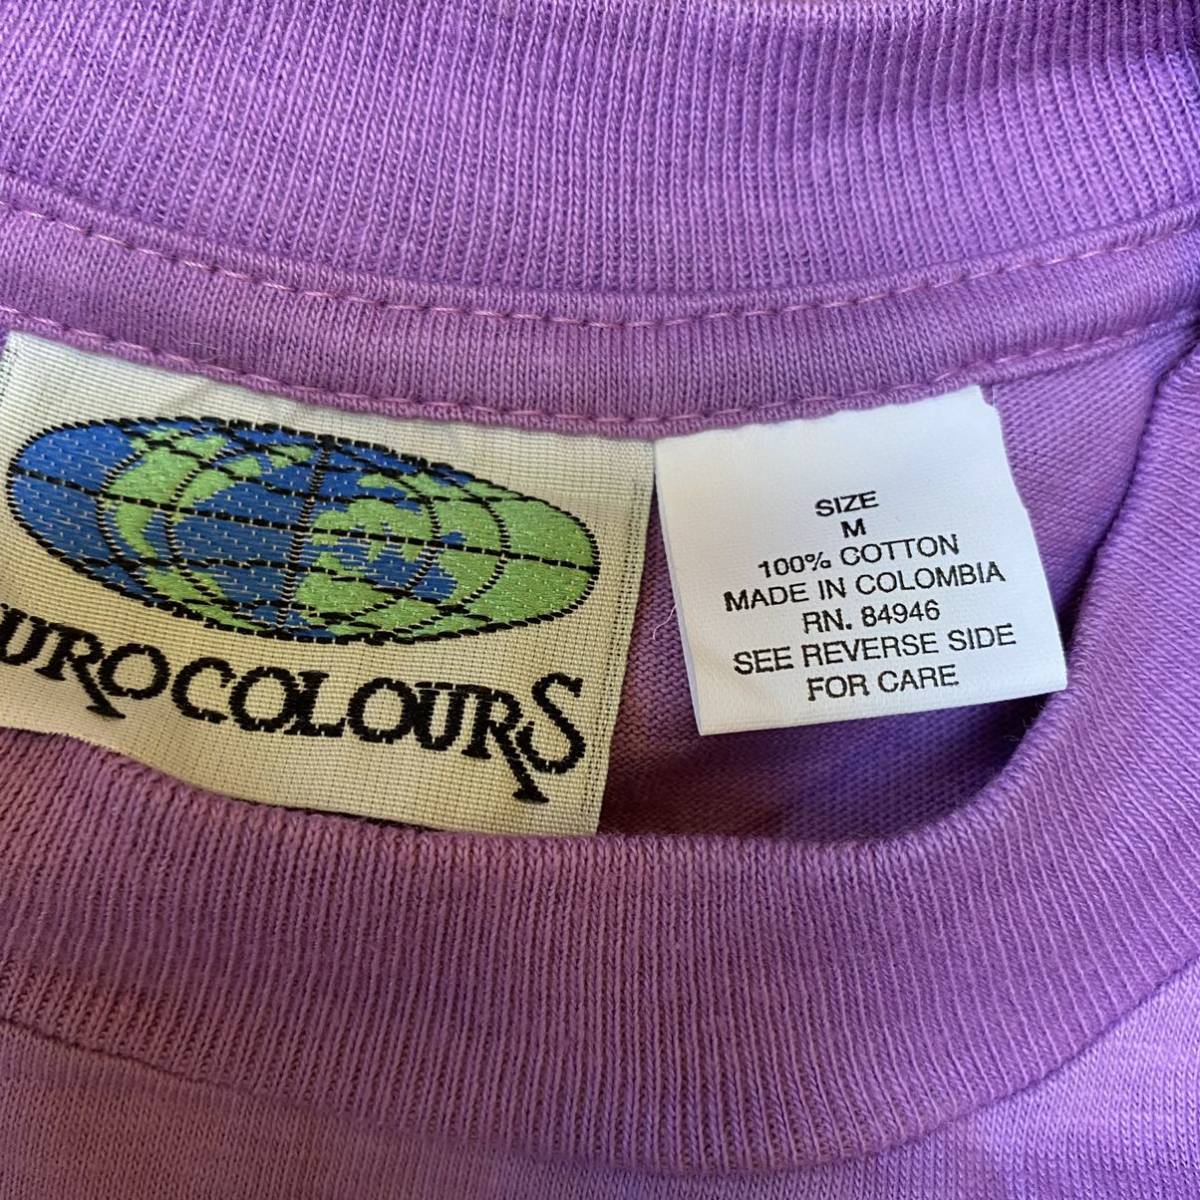 UROCOLOURS
SIZE
M
100% COTTON
MADE IN COLOMBIA
RN. 84946
SEE REVERSE SIDE
FOR CARE